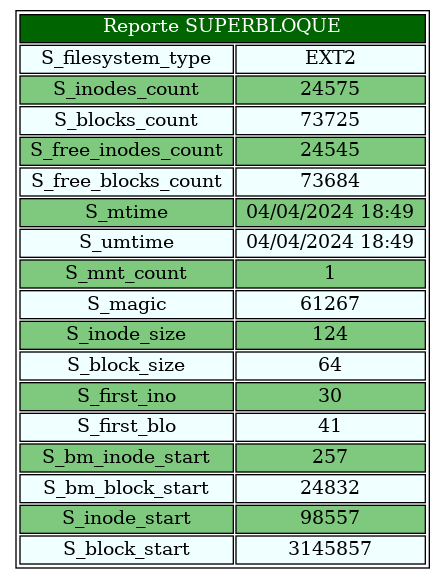 Reporte SUPERBLOQUE
S_filesystem_type EXT2
S_inodes_count 24575
S_blocks_count 73725
S_free_inodes_count 24545
S_free_blocks_count 73684
S_mtime 04/04/2024 18:49
S_umtime 04/04/2024 18:49
S_mnt_count 1
S_magic 61267
S_inode_size 124
S_block_size 64
S_first_ino 30
S_first_blo 41
S_bm_inode_start 257
S_bm_block_start 24832
S_inode_start 98557
S_block_start 3145857